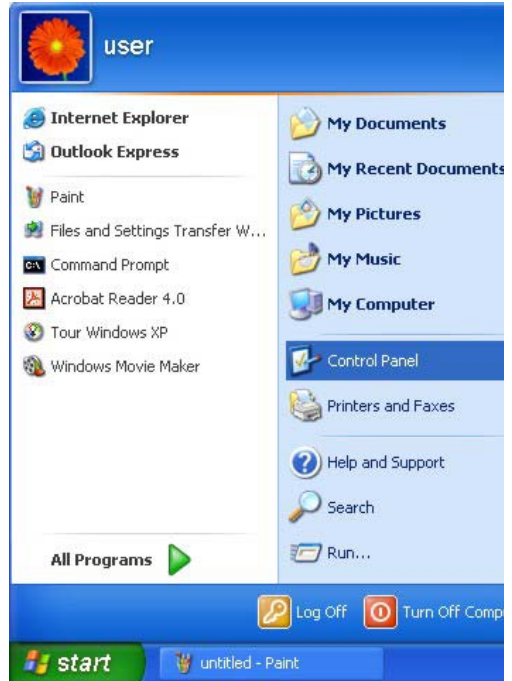 user
Internet Explorer
Outlook Express
Paint
Files and Settings Transfer W...
Command Prompt
Acrobat Reader 4.0
Tour Windows XP
Windows Movie Maker
All Programs
My Documents
My Recent Documents
My Pictures
My Music
My Computer
Control Panel
Printers and Faxes
Help and Support
Search
Run...
Log Off
Turn Off Comp
start
untitled - Paint